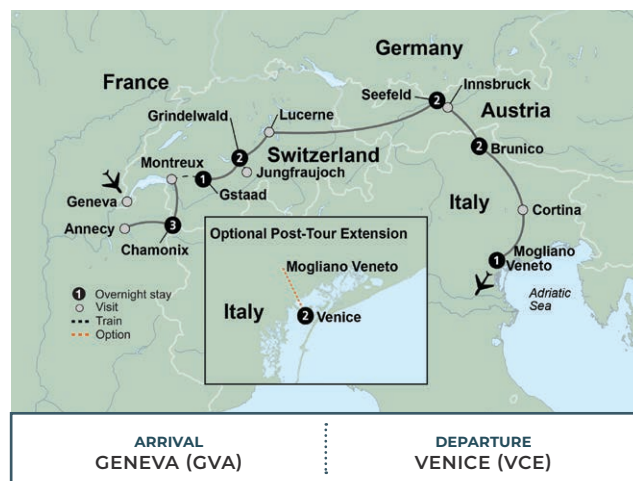 Germany
France
Innsbruck
Seefeld
2
Austria
Lucerne
Grindelwald
2
Switzerland
Brunico
2
Montreux
Jungfraujoch
1
Gstaad
Geneva
Italy
Annecy
Cortina
3
Chamonix
Mogliano
Veneto
1
Adriatic
Sea
Optional Post-Tour Extension
Mogliano Veneto
Italy
2
Venice
1 Overnight stay
Visit
Train
Option
ARRIVAL
GENEVA (GVA)
DEPARTURE
VENICE (VCE)